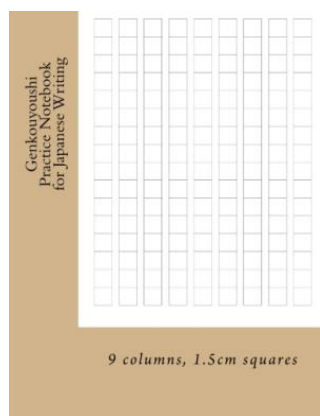 Genkouyoushi
Practice Notebook
for Japanese Writing
9 columns, 1.5cm squares